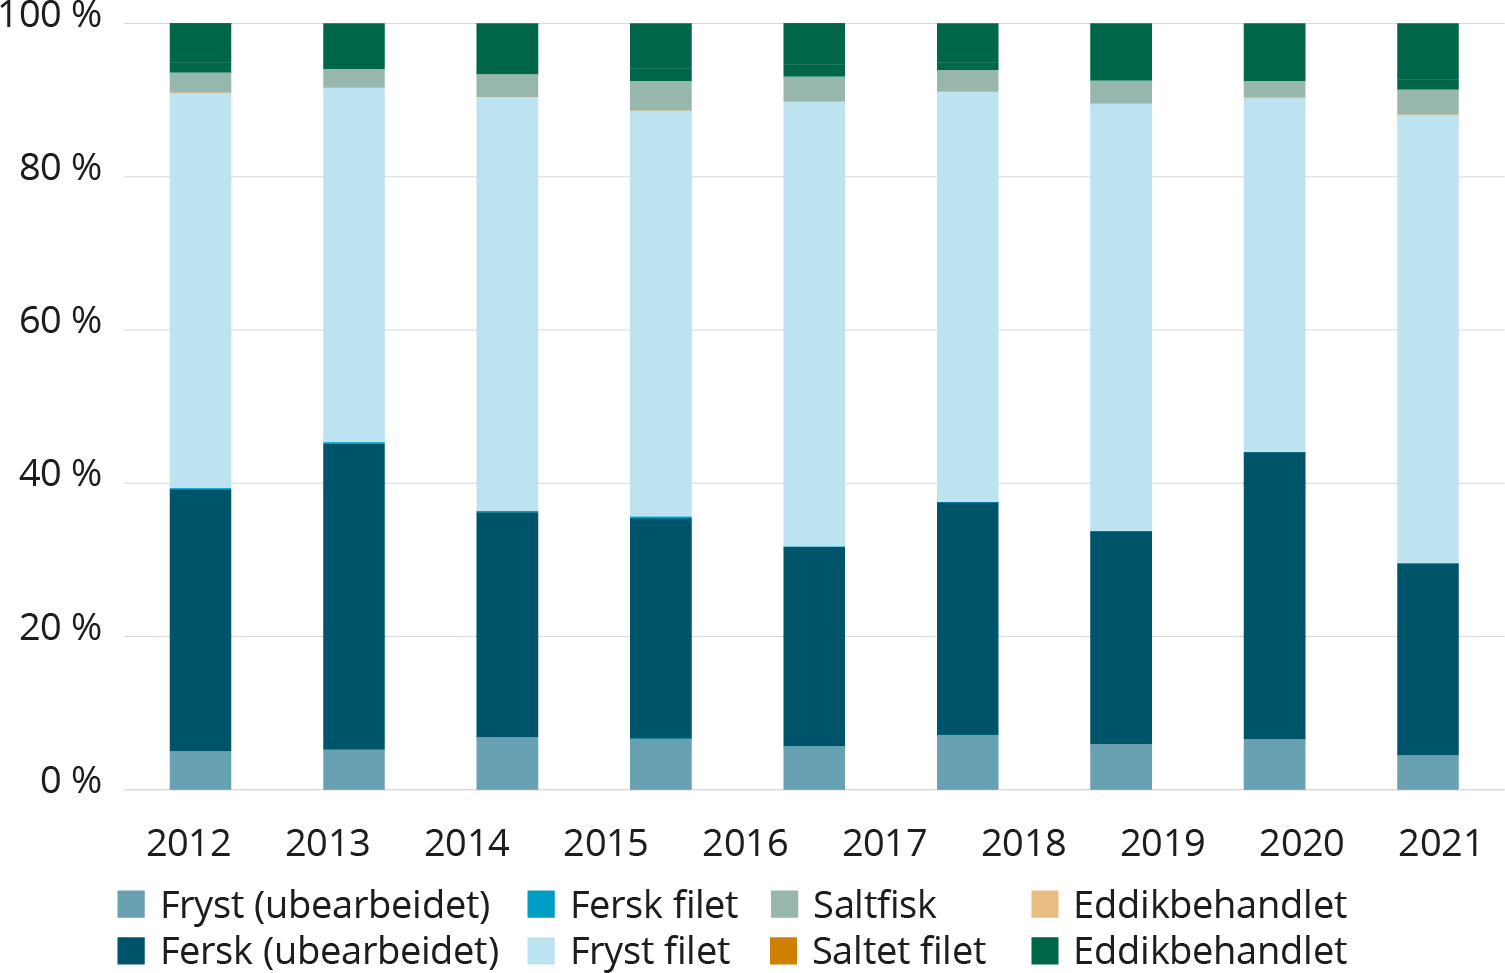 100 %
80 %
60 %
40 %
20 %
0 %
2012 2013 2014 2015 2016 2017 2018 2019 2020 2021
Fryst (ubearbeidet) Fersk filet Saltfisk Eddikbehandlet
Fersk (ubearbeidet) Fryst filet Saltet filet Eddikbehandlet